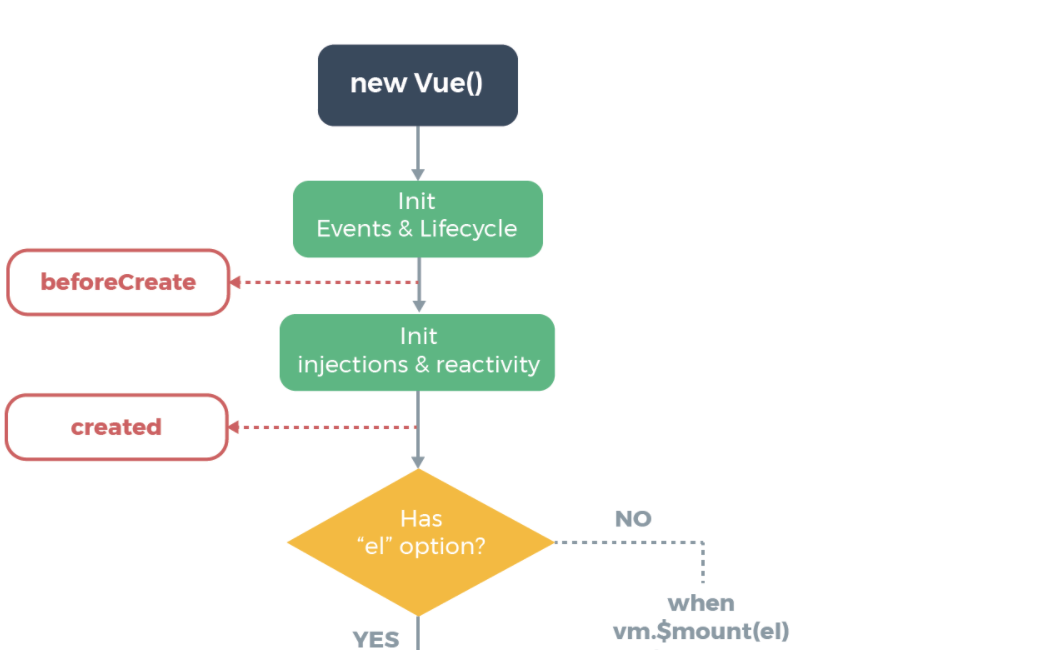 new Vue()
Init
Events & Lifecycle
beforeCreate
Init
injections & reactivity
created
Has
“el” option?
NO
when
vm.$mount(el)
YES